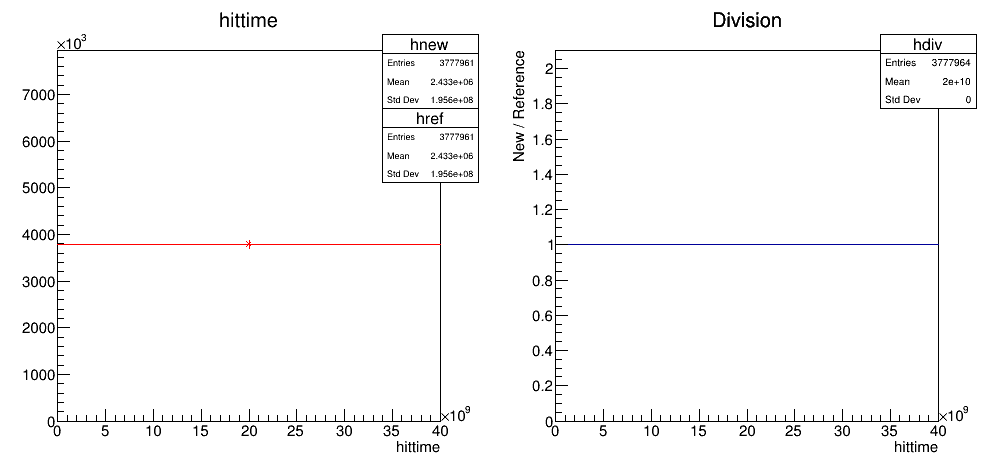 hittime
×10³
hnew
Entries 3777961
Mean 2.433e+06
Std Dev 1.956e+08
href
Entries 3777961
Mean 2.433e+06
Std Dev 1.956e+08
7000
6000
5000
4000
3000
2000
1000
0
0 5 10 15 20 25 30 35 40
×10⁹
hittime
Division
hdiv
Entries 3777964
Mean 2e+10
Std Dev 0
New / Reference
2
1.8
1.6
1.4
1.2
1
0.8
0.6
0.4
0.2
0
0 5 10 15 20 25 30 35 40
×10⁹
hittime